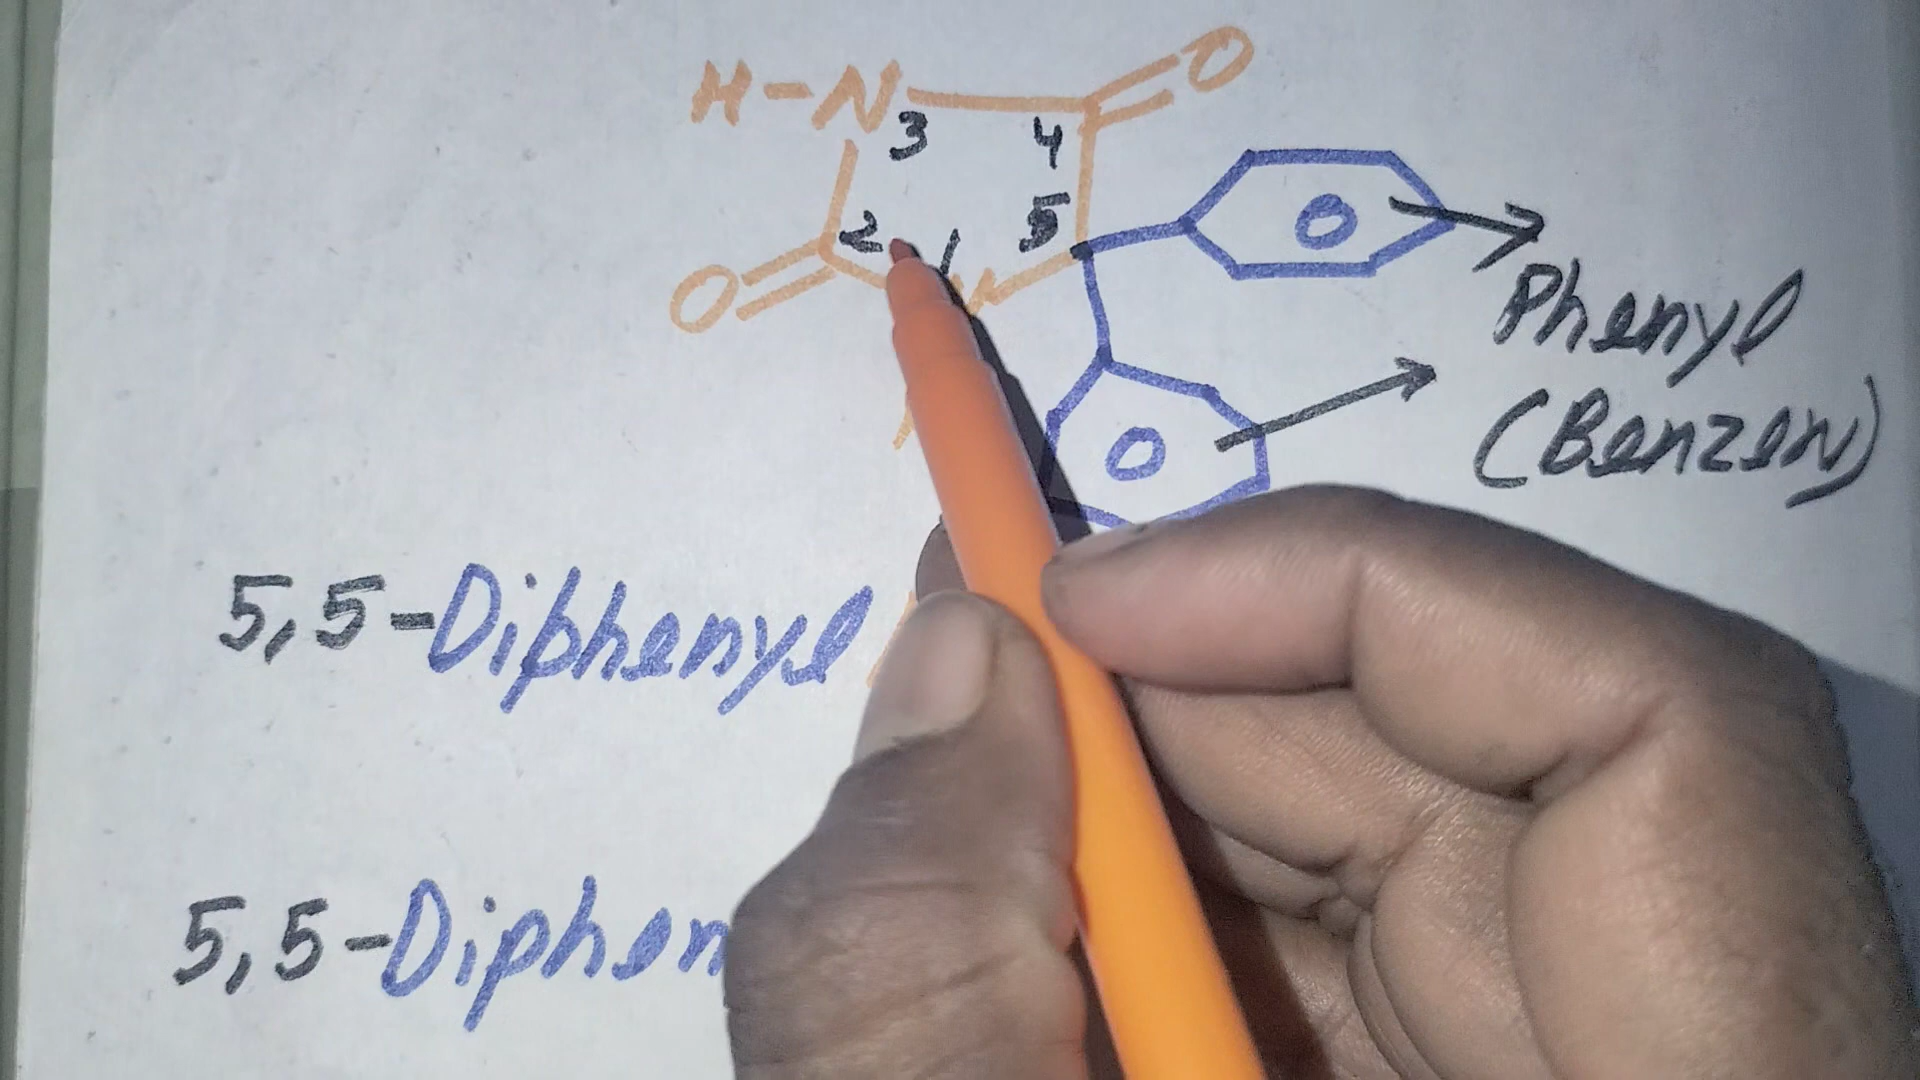 H-N O
3 4
2 1 5
O N
Phenyl
(Benzen)
5,5-Diphenyl
5,5-Diphen